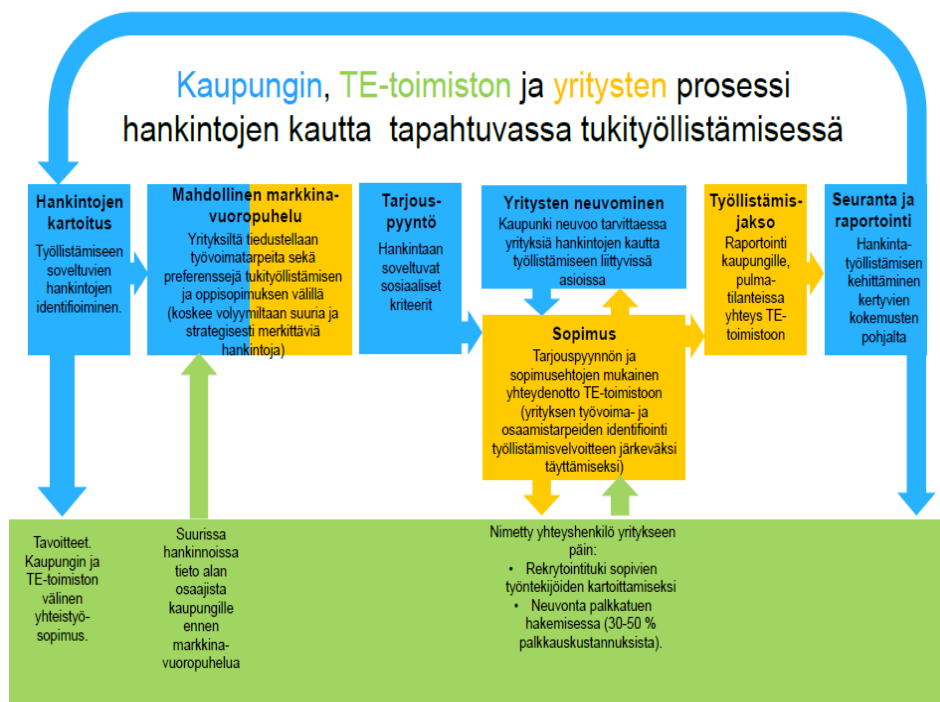 Kaupungin, TE-toimiston ja yritysten prosessi
hankintojen kautta tapahtuvassa tukityöllistämisessä
Hankintojen
kartoitus
Työllistämiseen
soveltuvien
hankintojen
identifioiminen.
Mahdollinen markkina-
vuoropuhelu
Yrityksiltä tiedustellaan
työvoimatarpeita sekä
preferenssejä tukityöllistämisen
ja oppisopimuksen välillä
(koskee volyymiltaan suuria ja
strategisesti merkittäviä
hankintoja)
Tarjous-
pyyntö
Hankintaan
soveltuvat
sosiaaliset
kriteerit
Yritysten neuvominen
Kaupunki neuvoo tarvittaessa
yrityksiä hankintojen kautta
työllistämiseen liittyvissä
asioissa
Sopimus
Tarjouspyynnön ja
sopimusehtojen mukainen
yhteydenotto TE-toimistoon
(yrityksen työvoima- ja
osaamistarpeiden identifiointi
työllistämisvelvoitteen järkeväksi
täyttämiseksi)
Työllistämis-
jakso
Raportointi
kaupungille,
pulma-
tilanteissa
yhteys TE-
toimistoon
Seuranta ja
raportointi
Hankinta-
työllistämisen
kehittäminen
kertyvien
kokemusten
pohjalta
Tavoitteet.
Kaupungin ja
TE-toimiston
välinen
yhteistyö-
sopimus.
Suurissa
hankinnoissa
tieto alan
osaajista
kaupungille
ennen
markkina-
vuoropuhelua
Nimetty yhteyshenkilö yritykseen
päin:
• Rekrytointituki sopivien
työntekijöiden kartoittamiseksi
• Neuvonta palkkatuen
hakemisessa (30-50 %
palkkauskustannuksista).